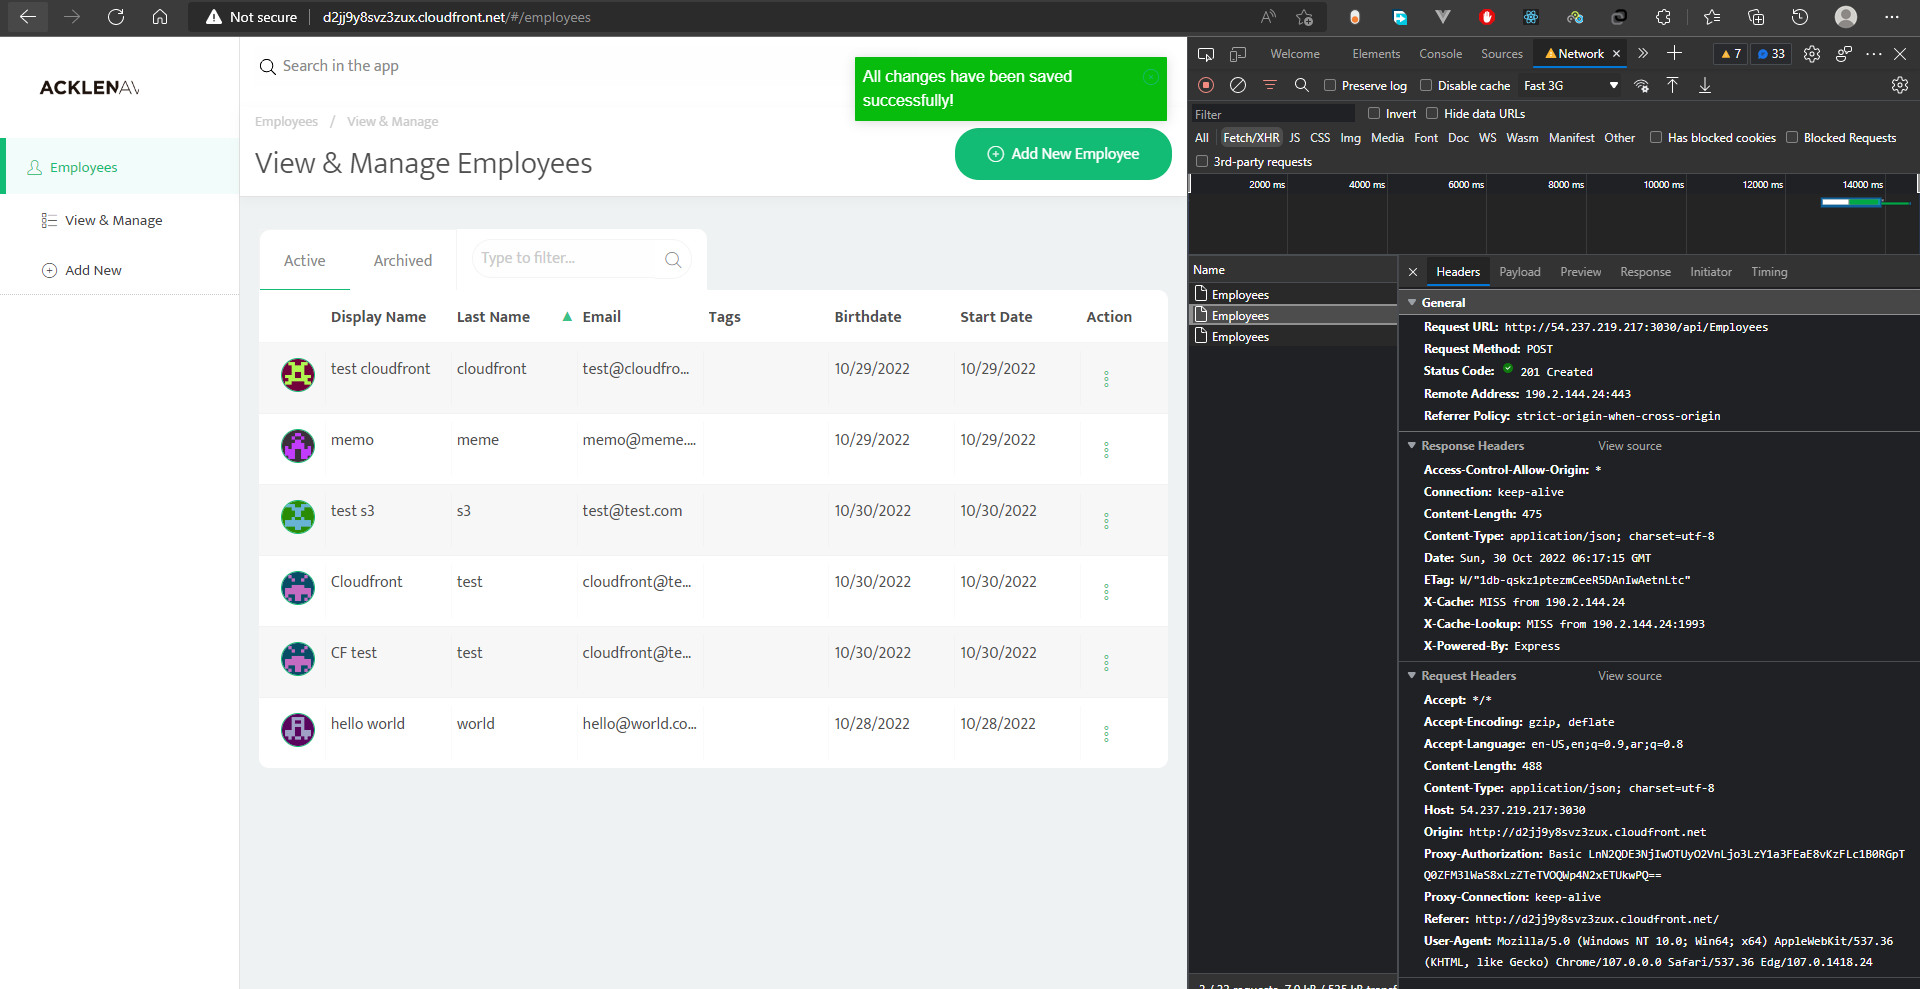 Not secure
d2jj9y8svz3zux.cloudfront.net/#/employees
ACKLENAV
Employees
View & Manage
Add New
Search in the app
All changes have been saved
successfully!
Employees / View & Manage
View & Manage Employees
Add New Employee
Active
Archived
Type to filter...
Display Name Last Name Email Tags Birthdate Start Date Action
test cloudfront cloudfront test@cloudfro... 10/29/2022 10/29/2022
memo meme memo@meme.... 10/29/2022 10/29/2022
test s3 s3 test@test.com 10/30/2022 10/30/2022
Cloudfront test cloudfront@te... 10/30/2022 10/30/2022
CF test test cloudfront@te... 10/30/2022 10/30/2022
hello world world hello@world.co... 10/28/2022 10/28/2022
Welcome Elements Console Sources Network 7 33
Preserve log Disable cache Fast 3G
Filter Invert Hide data URLs
All Fetch/XHR JS CSS Img Media Font Doc WS Wasm Manifest Other Has blocked cookies Blocked Requests
3rd-party requests
2000 ms 4000 ms 6000 ms 8000 ms 10000 ms 12000 ms 14000 ms
Name
Employees
Employees
Employees
Headers Payload Preview Response Initiator Timing
General
Request URL: http://54.237.219.217:3030/api/Employees
Request Method: POST
Status Code: 201 Created
Remote Address: 190.2.144.24:443
Referrer Policy: strict-origin-when-cross-origin
Response Headers View source
Access-Control-Allow-Origin: *
Connection: keep-alive
Content-Length: 475
Content-Type: application/json; charset=utf-8
Date: Sun, 30 Oct 2022 06:17:15 GMT
ETag: W/"1db-qskz1ptezmCeeR5DAnIwAetnLtc"
X-Cache: MISS from 190.2.144.24
X-Cache-Lookup: MISS from 190.2.144.24:1993
X-Powered-By: Express
Request Headers View source
Accept: */*
Accept-Encoding: gzip, deflate
Accept-Language: en-US,en;q=0.9,ar;q=0.8
Content-Length: 488
Content-Type: application/json; charset=utf-8
Host: 54.237.219.217:3030
Origin: http://d2jj9y8svz3zux.cloudfront.net
Proxy-Authorization: Basic LnN2QDE3NjIwOTUyO2VnLjo3LzY1a3FEaE8vKzFLc1B0RGpT
Q0ZFM3lWaS8xLzZTeTVOQWp4N2xETUkwPQ==
Proxy-Connection: keep-alive
Referer: http://d2jj9y8svz3zux.cloudfront.net/
User-Agent: Mozilla/5.0 (Windows NT 10.0; Win64; x64) AppleWebKit/537.36
(KHTML, like Gecko) Chrome/107.0.0.0 Safari/537.36 Edg/107.0.1418.24